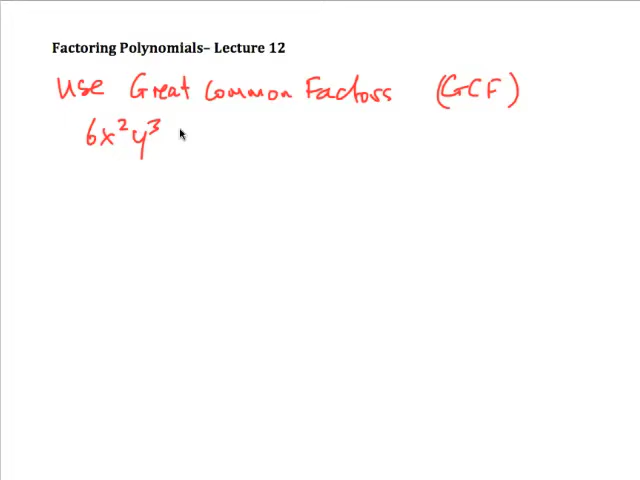 Factoring Polynomials– Lecture 12
Use Great Common Factors (GCF)
6x²y³